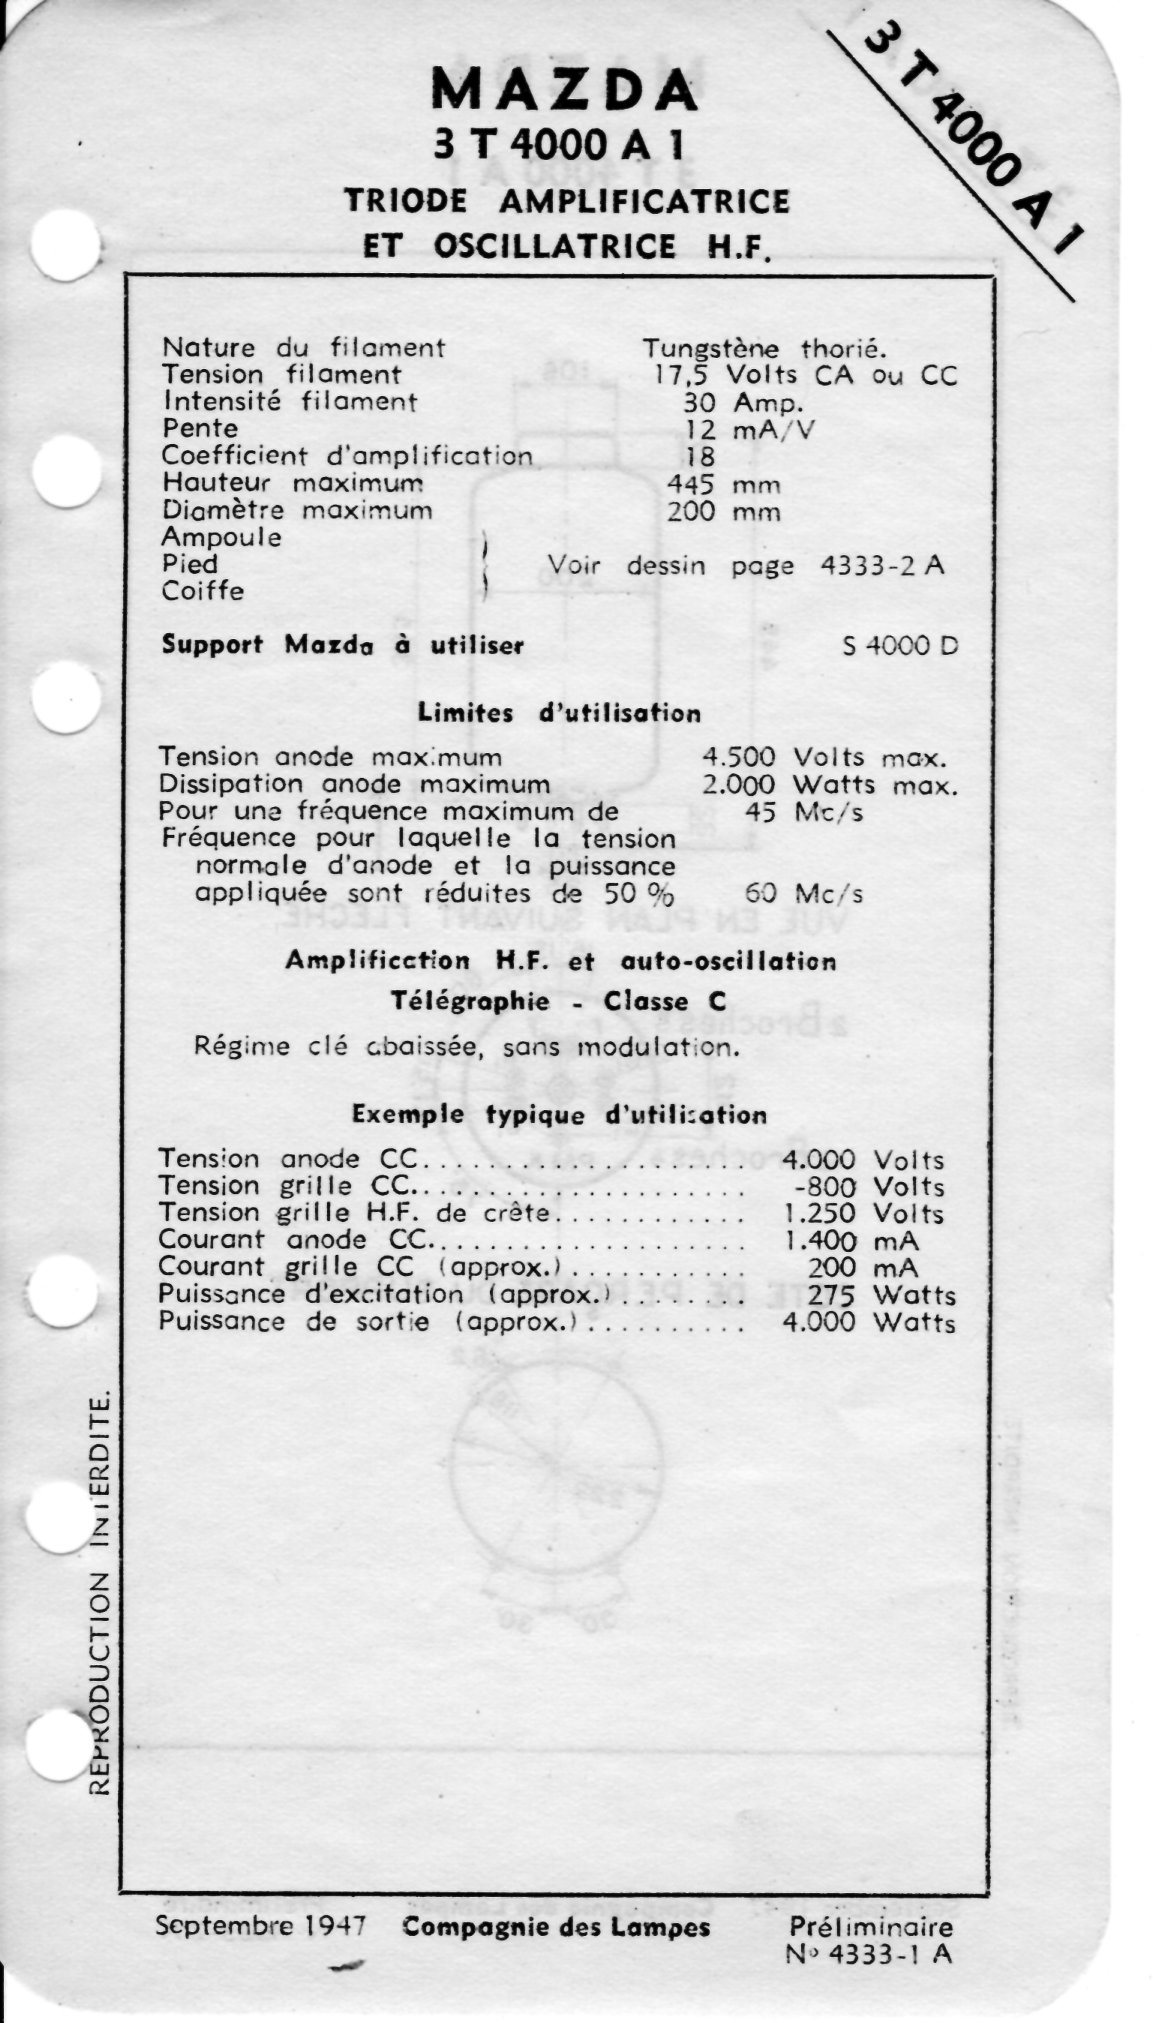 3 T 4000 A 1
MAZDA
3 T 4000 A 1
TRIODE AMPLIFICATRICE
ET OSCILLATRICE H.F.
Nature du filament Tungstène thorié.
Tension filament 17,5 Volts CA ou CC
Intensité filament 30 Amp.
Pente 12 mA/V
Coefficient d'amplification 18
Hauteur maximum 445 mm
Diamètre maximum 200 mm
Ampoule
Pied Voir dessin page 4333-2 A
Coiffe
Support Mazda à utiliser S 4000 D
Limites d'utilisation
Tension anode maximum 4.500 Volts max.
Dissipation anode maximum 2.000 Watts max.
Pour une fréquence maximum de 45 Mc/s
Fréquence pour laquelle la tension
normale d'anode et la puissance
appliquée sont réduites de 50 % 60 Mc/s
Amplification H.F. et auto-oscillation
Télégraphie - Classe C
Régime clé abaissée, sans modulation.
Exemple typique d'utilisation
Tension anode CC.................... 4.000 Volts
Tension grille CC..................... -800 Volts
Tension grille H.F. de crête............ 1.250 Volts
Courant anode CC.................... 1.400 mA
Courant grille CC (approx.)........... 200 mA
Puissance d'excitation (approx.)........ 275 Watts
Puissance de sortie (approx.).......... 4.000 Watts
REPRODUCTION INTERDITE.
Septembre 1947 Compagnie des Lampes Préliminaire
Nº 4333-1 A